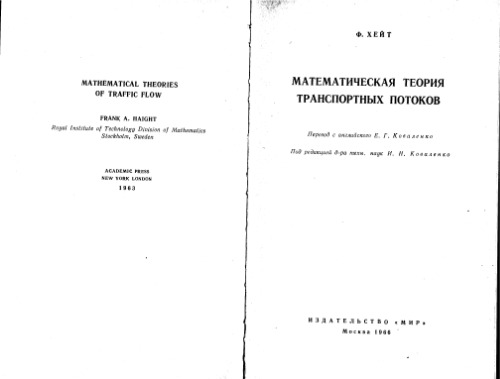 MATHEMATICAL THEORIES
OF TRAFFIC FLOW
FRANK A. HAIGHT
Royal Institute of Technology Division of Mathematics
Stockholm, Sweden
ACADEMIC PRESS
NEW YORK LONDON
1963
Ф. ХЕЙТ
МАТЕМАТИЧЕСКАЯ ТЕОРИЯ
ТРАНСПОРТНЫХ ПОТОКОВ
Перевод с английского Е. Г. Коваленко
Под редакцией д-ра техн. наук И. Н. Коваленко
ИЗДАТЕЛЬСТВО «МИР»
Москва 1966